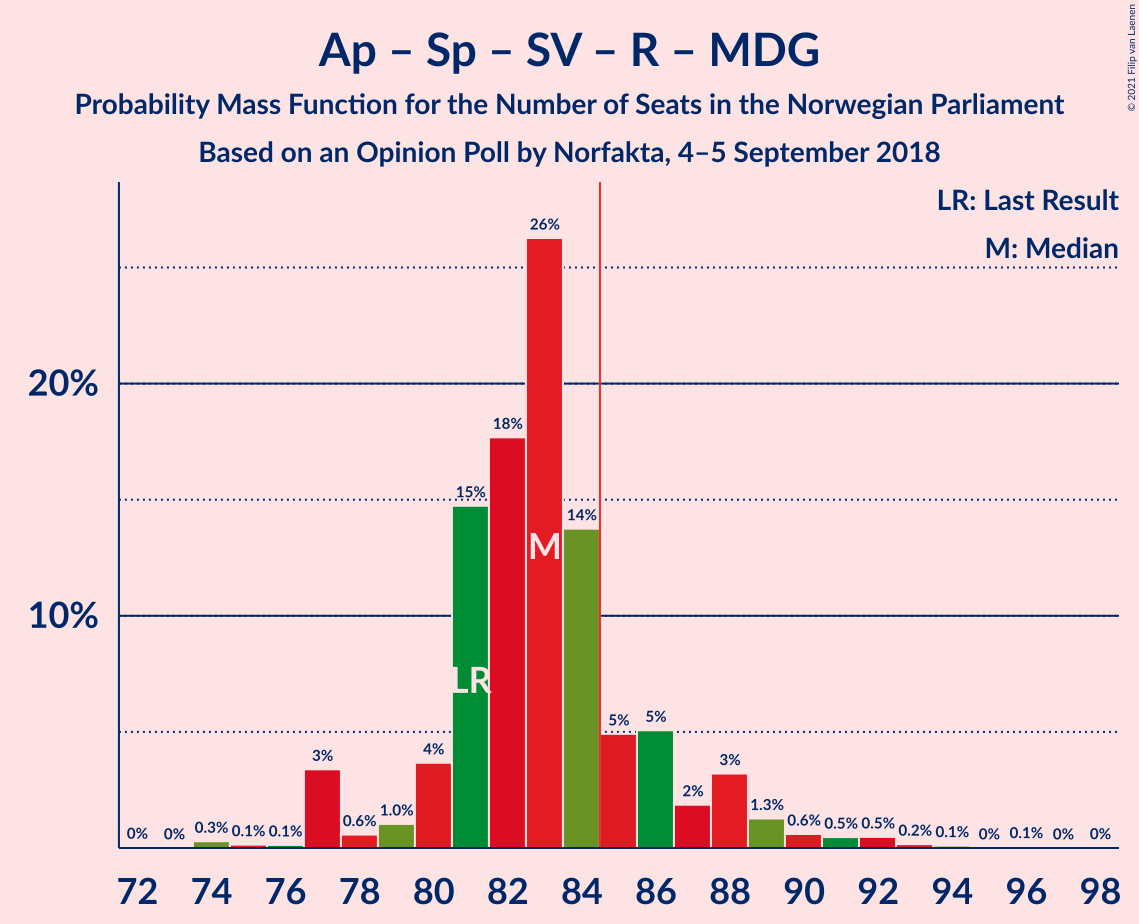 Ap – Sp – SV – R – MDG
Probability Mass Function for the Number of Seats in the Norwegian Parliament
Based on an Opinion Poll by Norfakta, 4–5 September 2018
© 2021 Filip van Laenen
LR: Last Result
M: Median
20%
10%
0% 0% 0.3% 0.1% 0.1% 3% 0.6% 1.0% 4% 15% 18% 26% 14% 5% 5% 2% 3% 1.3% 0.6% 0.5% 0.5% 0.2% 0.1% 0% 0.1% 0% 0%
M
LR
72 74 76 78 80 82 84 86 88 90 92 94 96 98